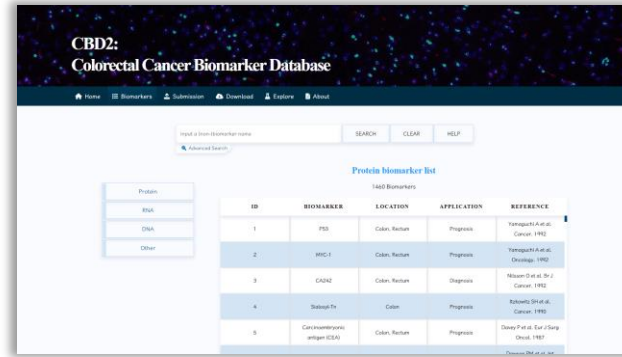 CBD2:
Colorectal Cancer Biomarker Database
Home Biomarkers Submission Download Explore About
Input a (non-)biomarker name SEARCH CLEAR HELP
Advanced Search
Protein biomarker list
1460 Biomarkers
Protein
RNA
DNA
Other
ID BIOMARKER LOCATION APPLICATION REFERENCE
1 P53 Colon, Rectum Prognosis Yamaguchi A et al. Cancer. 1992
2 MYC-1 Colon, Rectum Prognosis Yamaguchi A et al. Oncology. 1992
3 CA242 Colon, Rectum Diagnosis Nilsson O et al. Br J Cancer. 1992
4 Sialosyl-Tn Colon Prognosis Itzkowitz SH et al. Cancer. 1990
5 Carcinoembryonic antigen (CEA) Colon, Rectum Prognosis Davey P et al. Eur J Surg Oncol. 1987